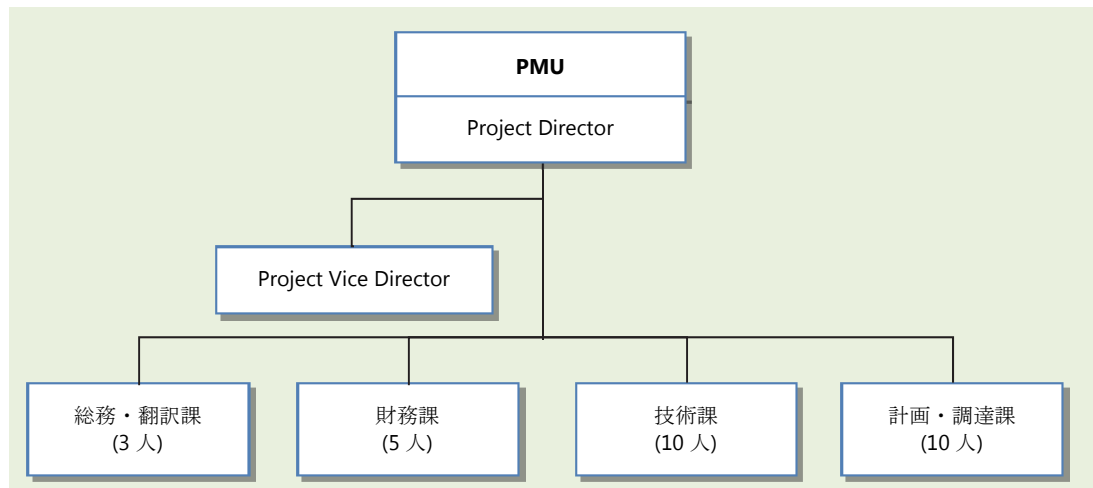 PMU
Project Director
Project Vice Director
総務・翻訳課
(3 人)
財務課
(5 人)
技術課
(10 人)
計画・調達課
(10 人)